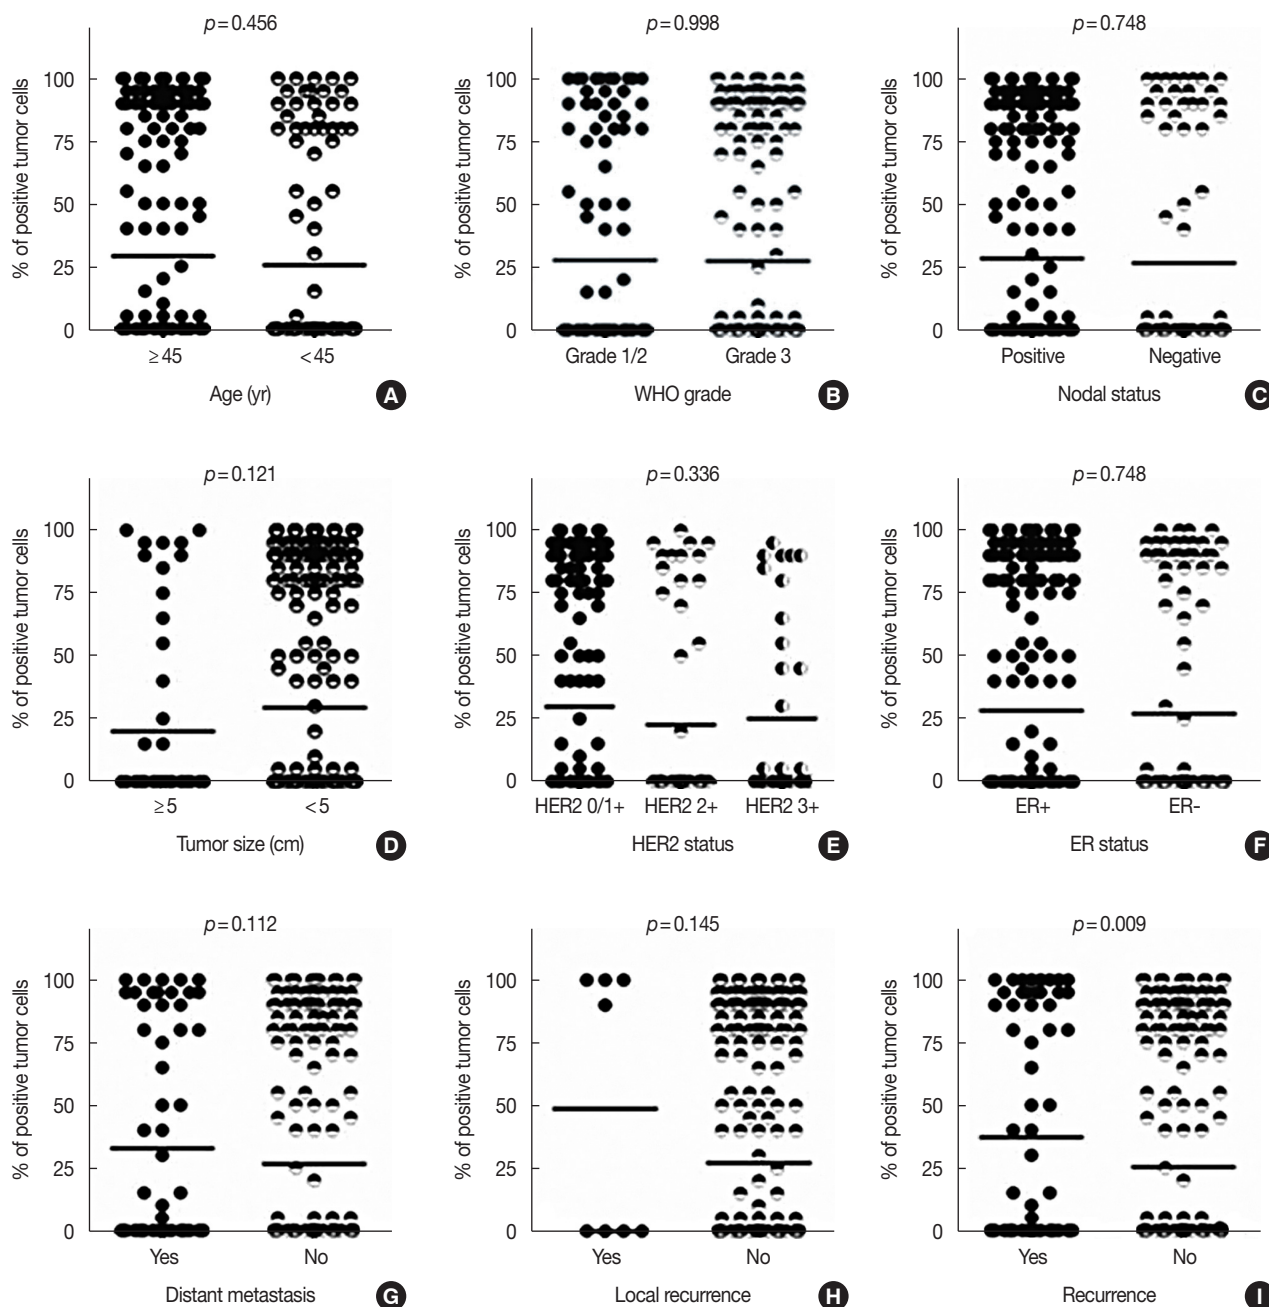 p=0.456
% of positive tumor cells
100
75
50
25
0
≥45 <45
Age (yr)
A
p=0.998
% of positive tumor cells
100
75
50
25
0
Grade 1/2 Grade 3
WHO grade
B
p=0.748
% of positive tumor cells
100
75
50
25
0
Positive Negative
Nodal status
C
p=0.121
% of positive tumor cells
100
75
50
25
0
≥5 <5
Tumor size (cm)
D
p=0.336
% of positive tumor cells
100
75
50
25
0
HER2 0/1+ HER2 2+ HER2 3+
HER2 status
E
p=0.748
% of positive tumor cells
100
75
50
25
0
ER+ ER-
ER status
F
p=0.112
% of positive tumor cells
100
75
50
25
0
Yes No
Distant metastasis
G
p=0.145
% of positive tumor cells
100
75
50
25
0
Yes No
Local recurrence
H
p=0.009
% of positive tumor cells
100
75
50
25
0
Yes No
Recurrence
I